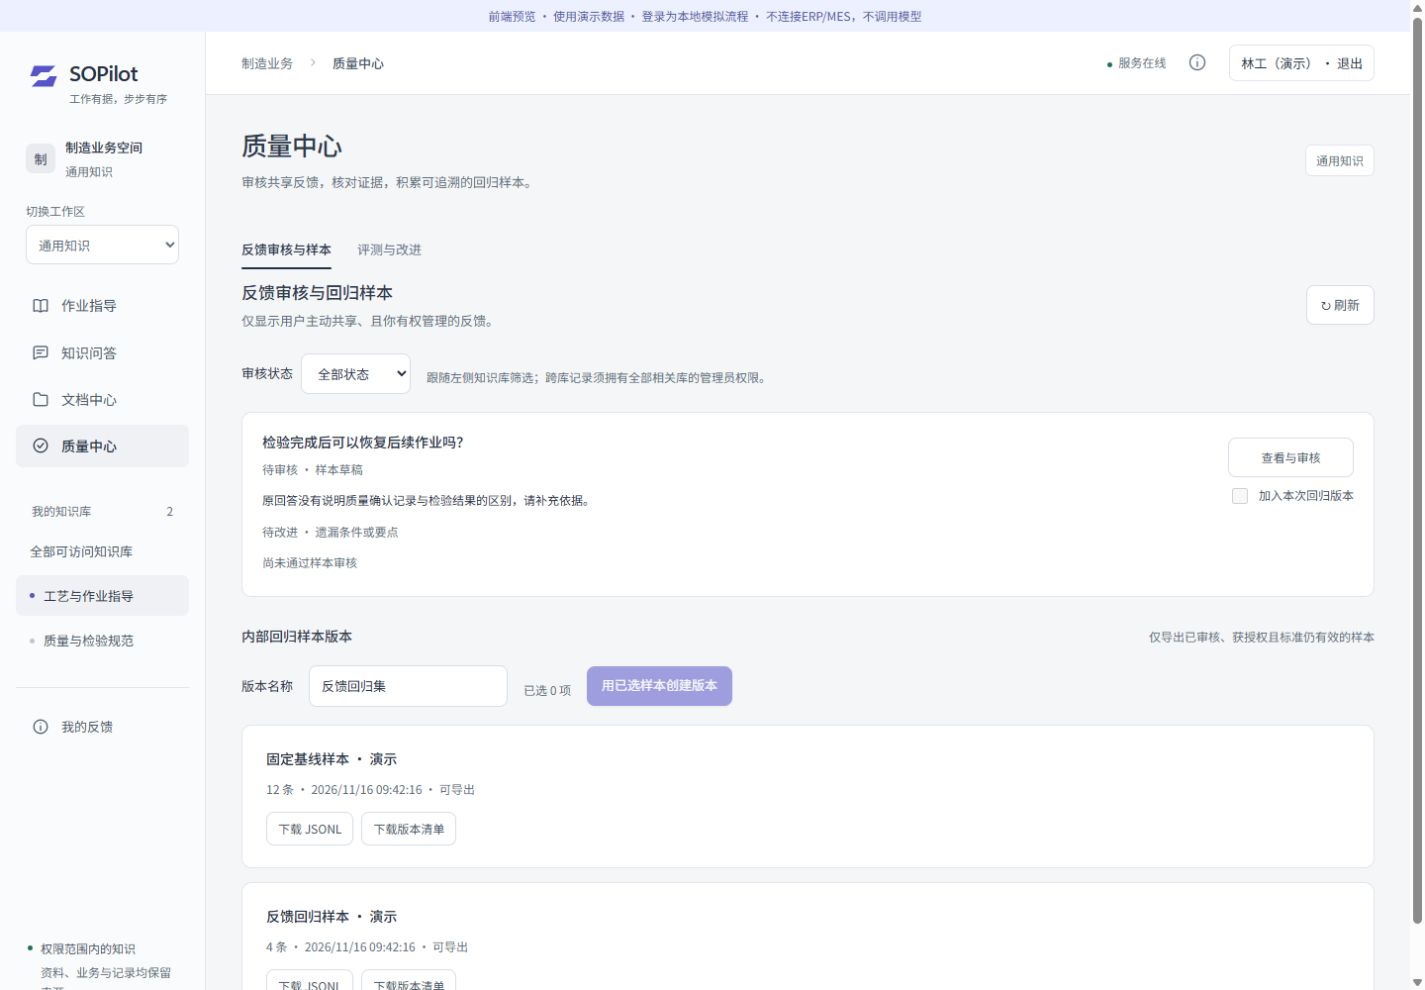 前端预览 · 使用演示数据 · 登录为本地模拟流程 · 不连接ERP/MES，不调用模型
SOPilot
工作有据，步步有序
制
制造业务空间
通用知识
切换工作区
通用知识
作业指导
知识问答
文档中心
质量中心
我的知识库 2
全部可访问知识库
工艺与作业指导
质量与检验规范
我的反馈
权限范围内的知识
资料、业务与记录均保留
制造业务 > 质量中心
服务在线
林工（演示） · 退出
质量中心
审核共享反馈，核对证据，积累可追溯的回归样本。
通用知识
反馈审核与样本 评测与改进
反馈审核与回归样本
仅显示用户主动共享、且你有权管理的反馈。
↻ 刷新
审核状态 全部状态 跟随左侧知识库筛选；跨库记录须拥有全部相关库的管理员权限。
检验完成后可以恢复后续作业吗？
待审核 · 样本草稿
原回答没有说明质量确认记录与检验结果的区别，请补充依据。
待改进 · 遗漏条件或要点
尚未通过样本审核
查看与审核
加入本次回归版本
内部回归样本版本 仅导出已审核、获授权且标准仍有效的样本
版本名称 反馈回归集 已选 0 项 用已选样本创建版本
固定基线样本 · 演示
12 条 · 2026/11/16 09:42:16 · 可导出
下载 JSONL 下载版本清单
反馈回归样本 · 演示
4 条 · 2026/11/16 09:42:16 · 可导出
下载 JSONL 下载版本清单